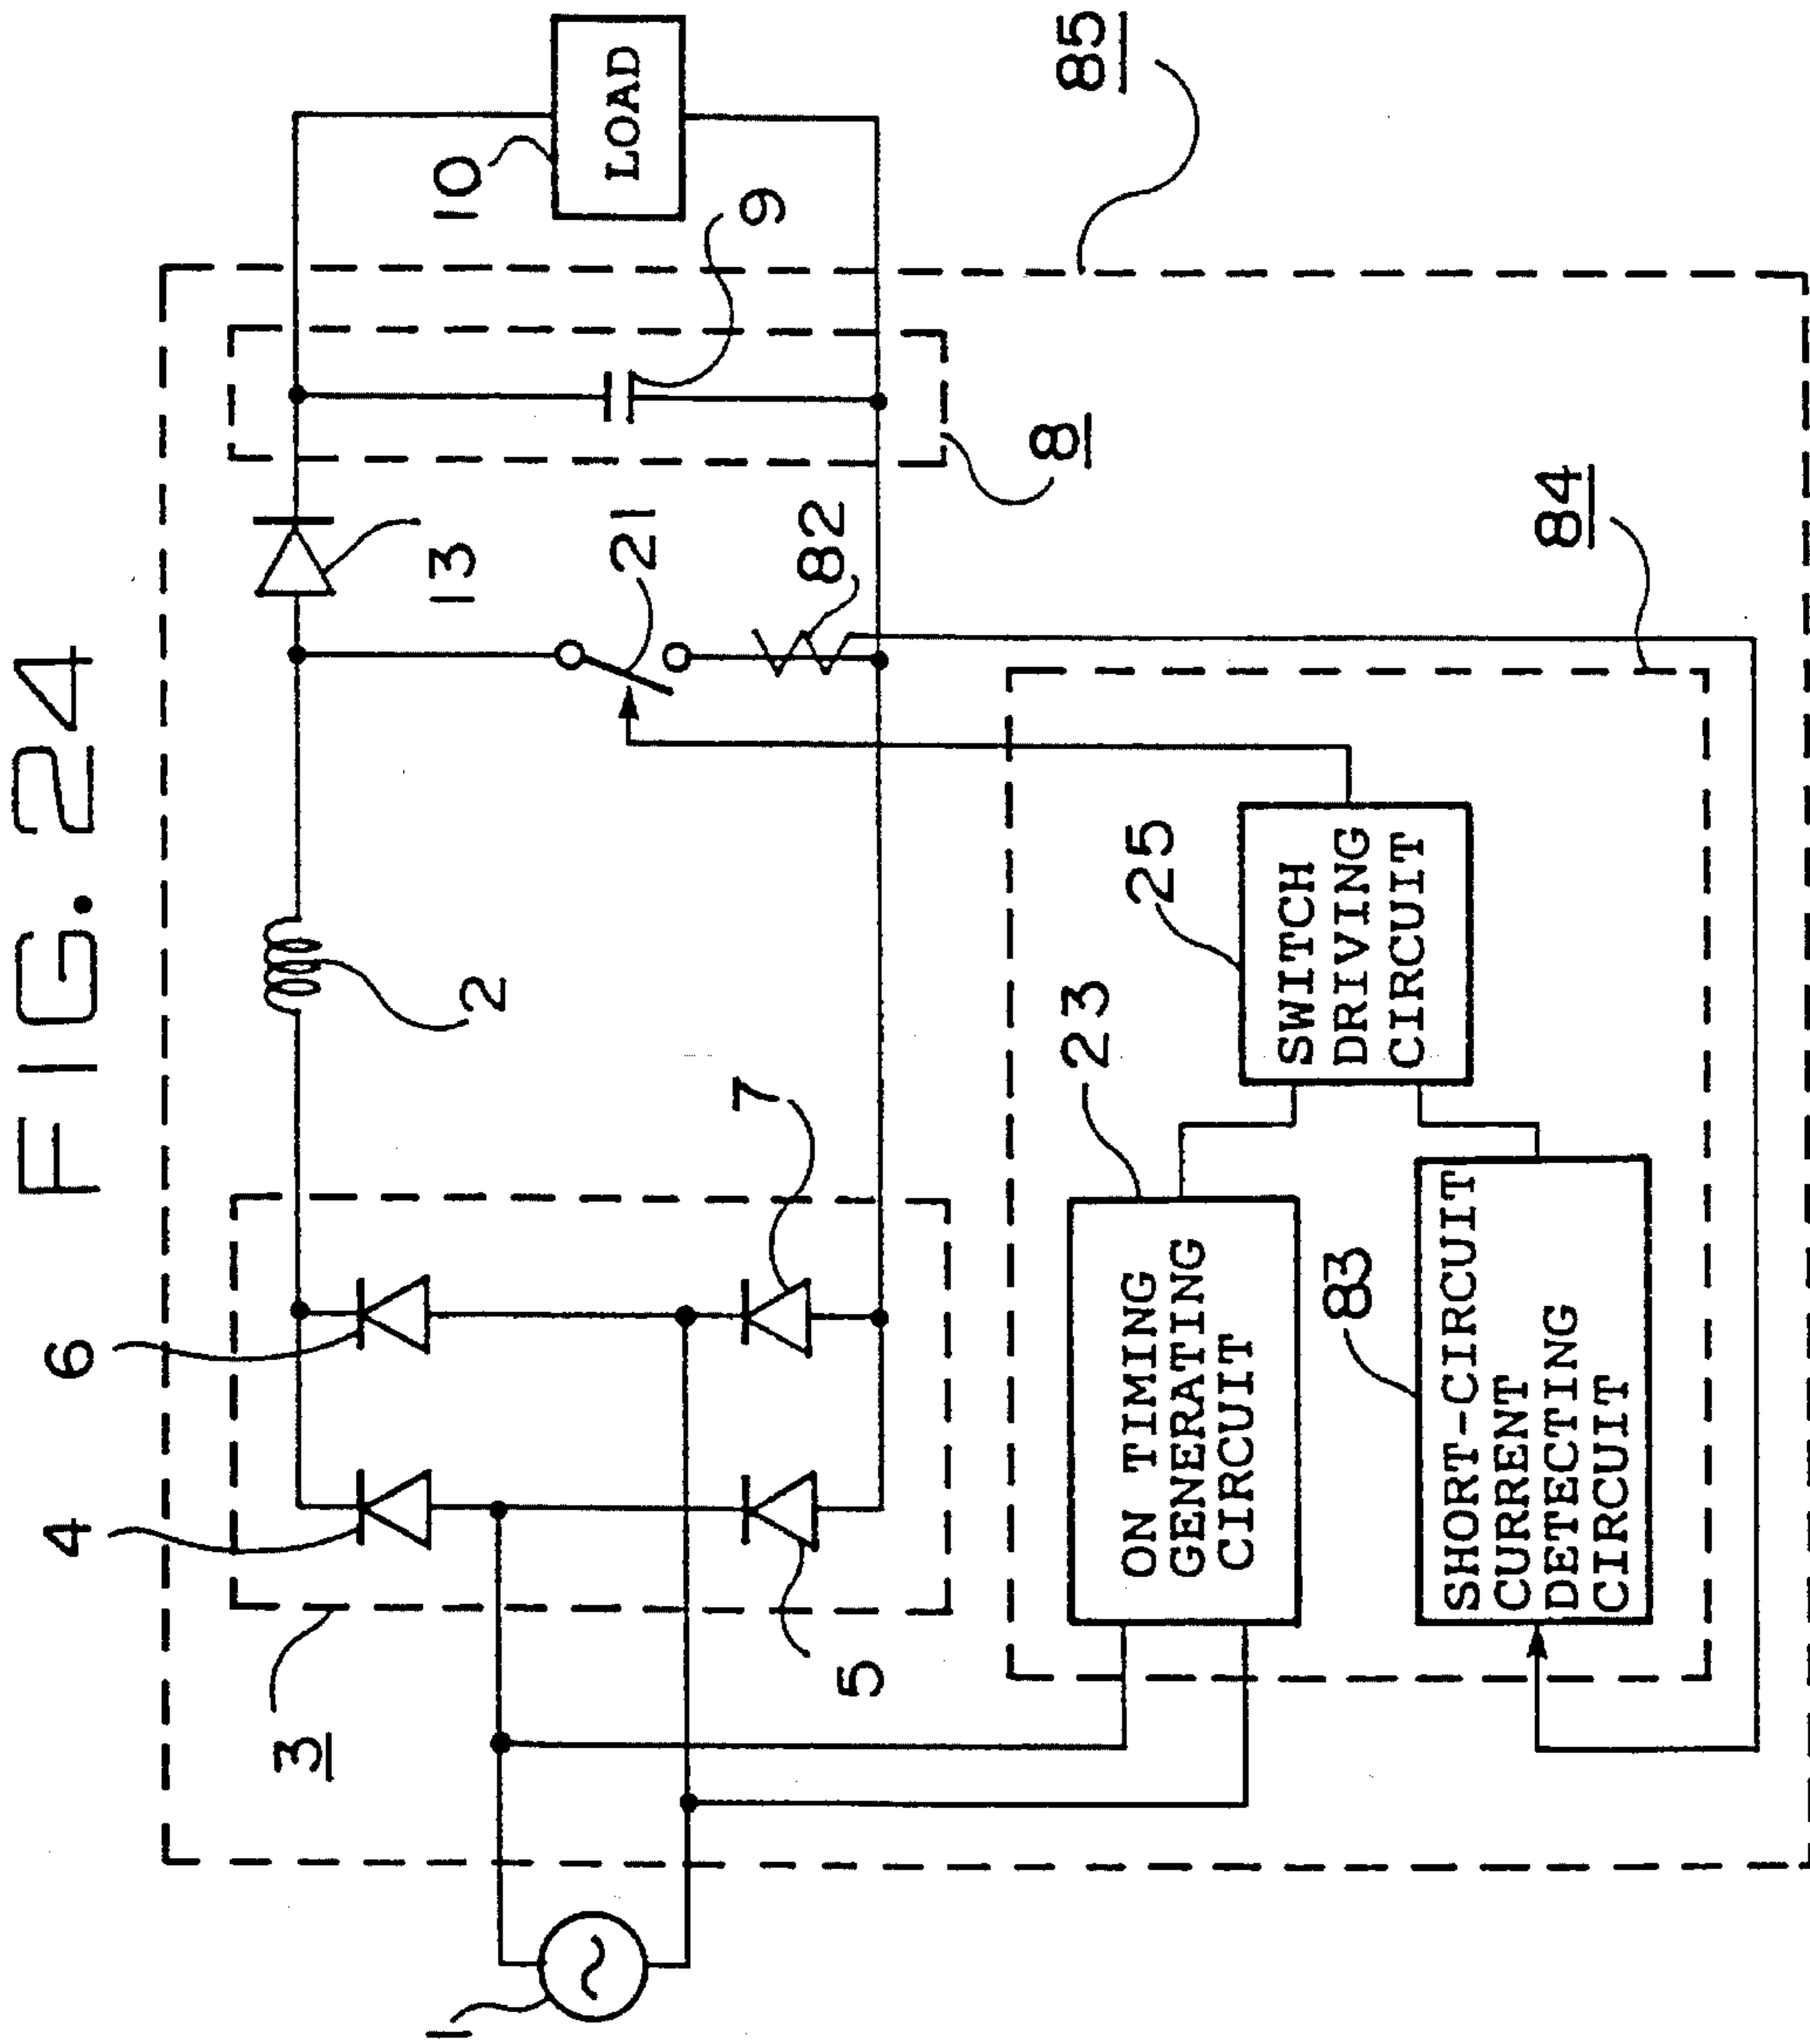 FIG. 24
85
10
LOAD
9
8
13
21
82
84
2
25
SWITCH
DRIVING
CIRCUIT
7
23
6
4
ON TIMING
GENERATING
CIRCUIT
83
SHORT-CIRCUIT
CURRENT
DETECTING
CIRCUIT
5
3
1